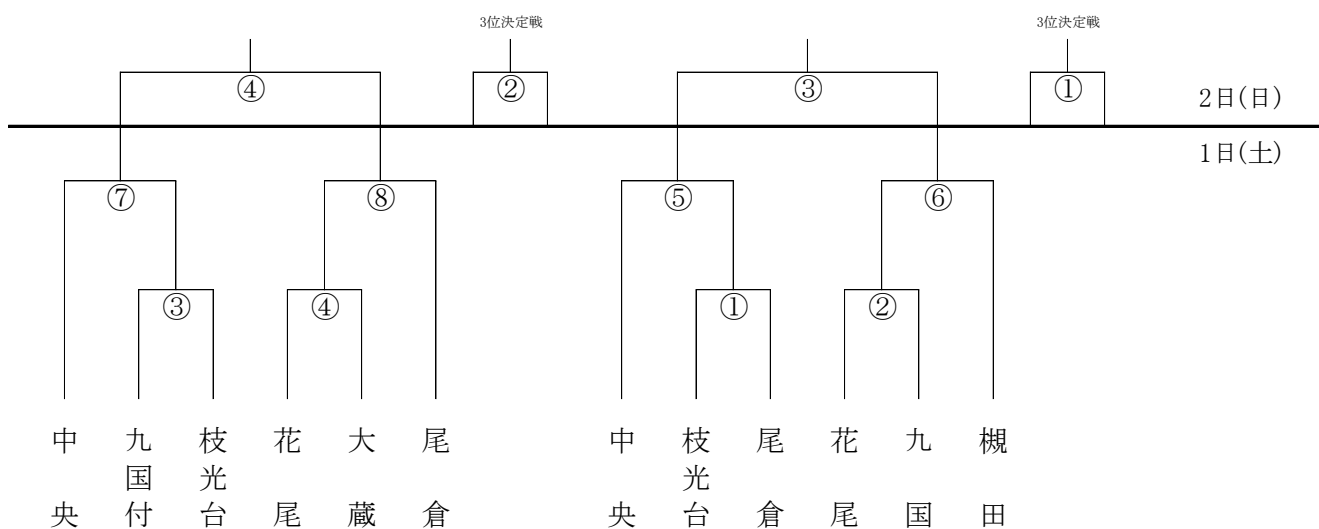 3位決定戦
3位決定戦
④
②
③
①
2日(日)
1日(土)
⑦
⑧
⑤
⑥
③
④
①
②
中央
九国付
枝光台
花尾
大蔵
尾倉
中央
枝光台
尾倉
花尾
九国
槻田